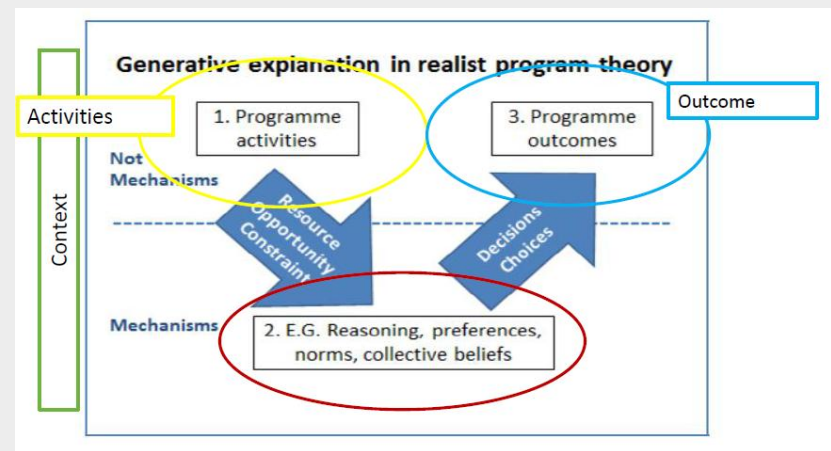 Generative explanation in realist program theory
Activities
Outcome
1. Programme
activities
3. Programme
outcomes
Not
Mechanisms
Context
Resource
Opportunity
Constraint
Decisions
Choices
Mechanisms
2. E.G. Reasoning, preferences,
norms, collective beliefs